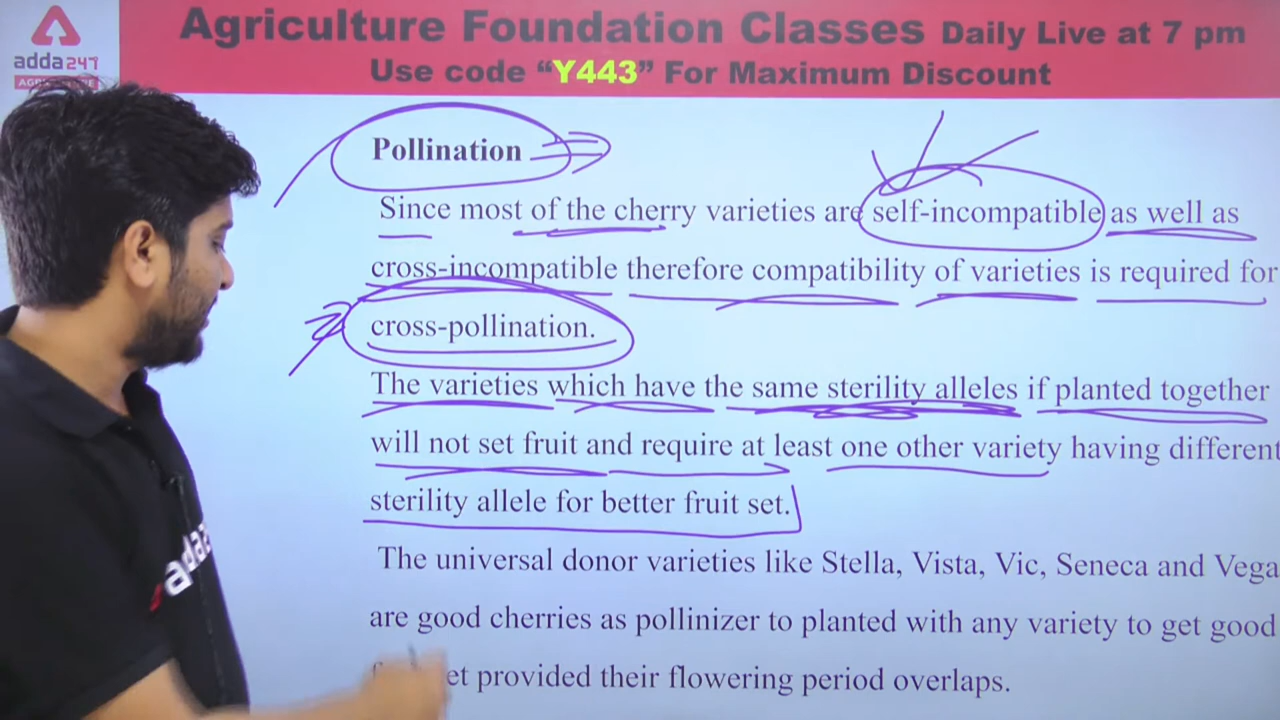 Agriculture Foundation Classes Daily Live at 7 pm
Use code “Y443” For Maximum Discount
adda247
Pollination
Since most of the cherry varieties are self-incompatible as well as
cross-incompatible therefore compatibility of varieties is required for
cross-pollination.
The varieties which have the same sterility alleles if planted together
will not set fruit and require at least one other variety having different
sterility allele for better fruit set.
The universal donor varieties like Stella, Vista, Vic, Seneca and Vega
are good cherries as pollinizer to planted with any variety to get good
provided their flowering period overlaps.
adda